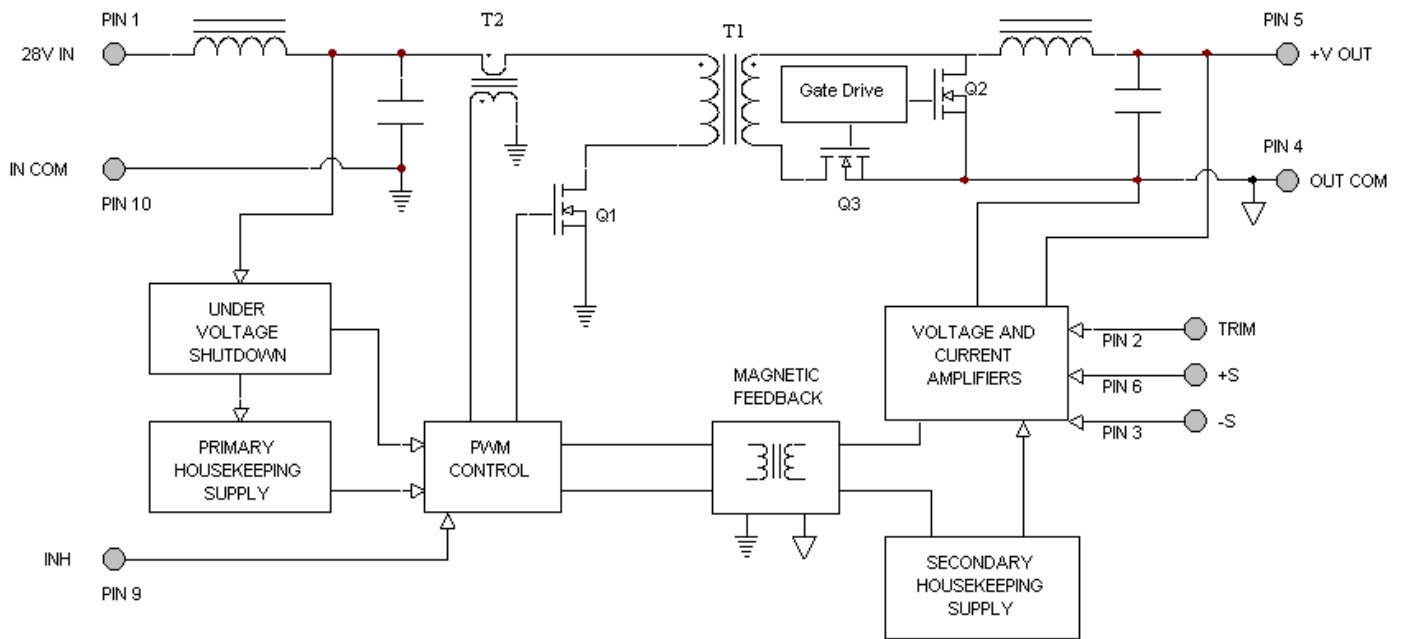 PIN 1
T2
T1
PIN 5
28V IN
+V OUT
Gate Drive
Q2
PIN 4
IN COM
OUT COM
PIN 10
Q1
Q3
UNDER
VOLTAGE
SHUTDOWN
VOLTAGE AND
CURRENT
AMPLIFIERS
PIN 2
TRIM
PIN 6
+S
PIN 3
-S
MAGNETIC
FEEDBACK
PRIMARY
HOUSEKEEPING
SUPPLY
PWM
CONTROL
INH
PIN 9
SECONDARY
HOUSEKEEPING
SUPPLY